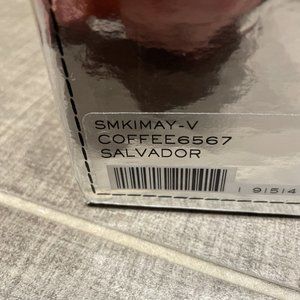 SMKIMAY-V
COFFEE6567
SALVADOR
| 9|5|4